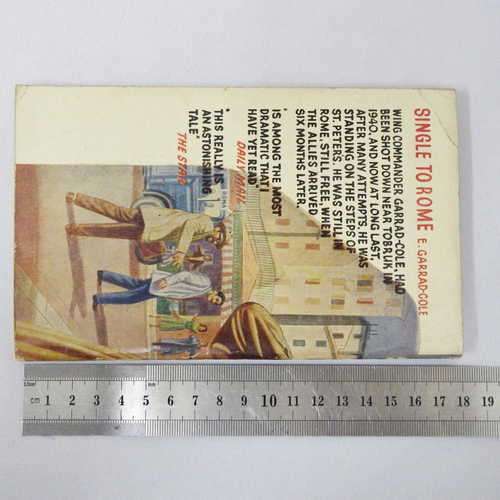 SINGLE TO ROME E. GARRAD-COLE
WING COMMANDER GARRAD-COLE, HAD
BEEN SHOT DOWN NEAR TOBRUK IN
1940, AND NOW AT LONG LAST,
AFTER MANY ATTEMPTS, HE WAS
STANDING ON THE STEPS OF
ST. PETERS. HE WAS STILL IN
ROME, STILL FREE, WHEN
THE ALLIES ARRIVED
SIX MONTHS LATER.
"IS AMONG THE MOST
DRAMATIC THAT I
HAVE YET READ"
DAILY MAIL
"THIS REALLY IS
AN ASTONISHING
TALE"
THE STAR
cm 1 2 3 4 5 6 7 8 9 10 11 12 13 14 15 16 17 18 19